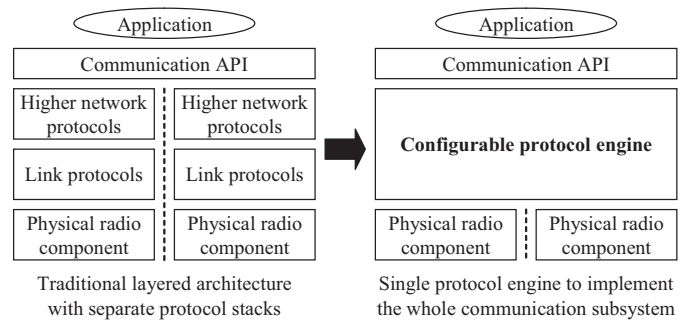 Application
Communication API
Higher network
protocols
Higher network
protocols
Link protocols
Link protocols
Physical radio
component
Physical radio
component
Traditional layered architecture
with separate protocol stacks
Application
Communication API
Configurable protocol engine
Physical radio
component
Physical radio
component
Single protocol engine to implement
the whole communication subsystem